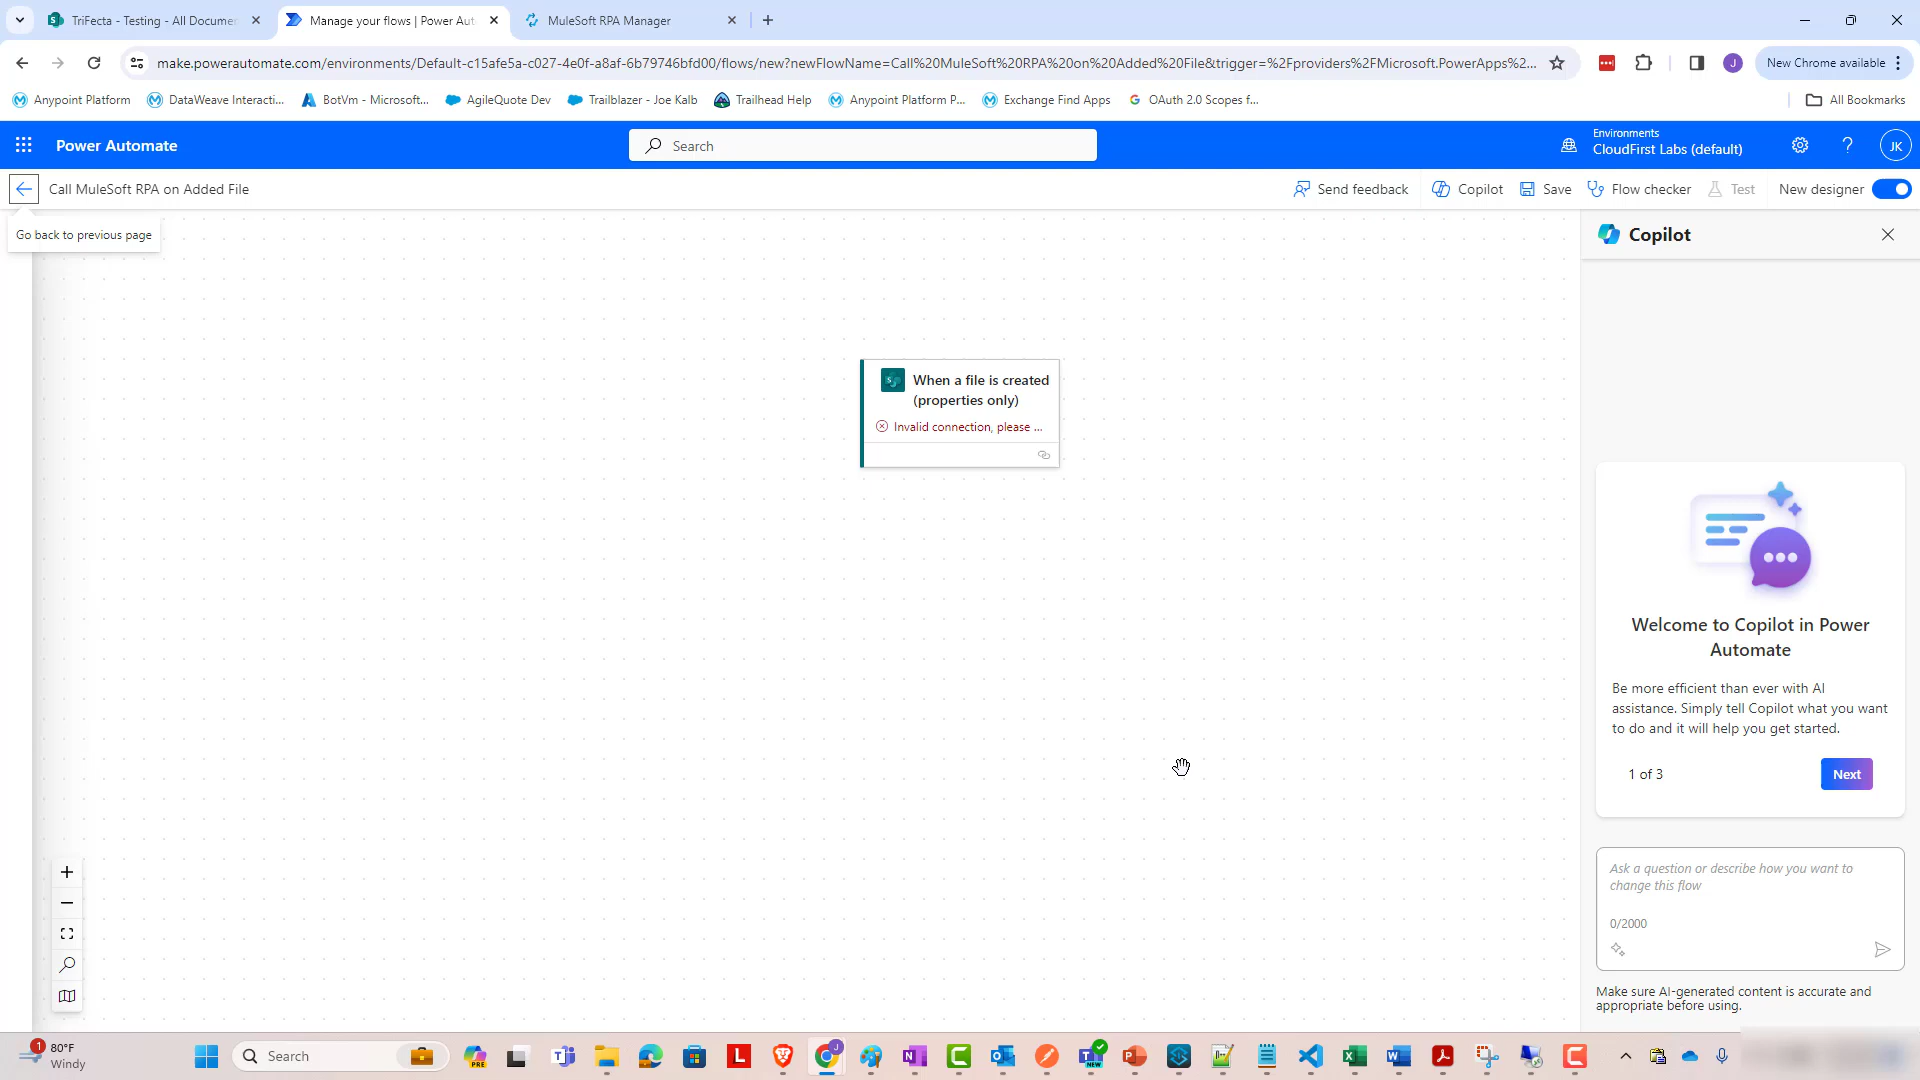 TriFecta - Testing - All Documen
Manage your flows | Power Aut
MuleSoft RPA Manager
make.powerautomate.com/environments/Default-c15afe5a-c027-4e0f-a8af-6b79746bfd00/flows/new?newFlowName=Call%20MuleSoft%20RPA%20on%20Added%20File&trigger=%2Fproviders%2FMicrosoft.PowerApps%2...
J
New Chrome available
Anypoint Platform
DataWeave Interacti...
BotVm - Microsoft...
AgileQuote Dev
Trailblazer - Joe Kalb
Trailhead Help
Anypoint Platform P...
Exchange Find Apps
OAuth 2.0 Scopes f...
All Bookmarks
Power Automate
Search
Environments
CloudFirst Labs (default)
JK
Call MuleSoft RPA on Added File
Send feedback
Copilot
Save
Flow checker
Test
New designer
Go back to previous page
Copilot
When a file is created
(properties only)
Invalid connection, please ...
Welcome to Copilot in Power
Automate
Be more efficient than ever with AI
assistance. Simply tell Copilot what you want
to do and it will help you get started.
1 of 3
Next
Ask a question or describe how you want to
change this flow
0/2000
Make sure AI-generated content is accurate and
appropriate before using.
1
80°F
Windy
Search
PRE
L
J
NEW